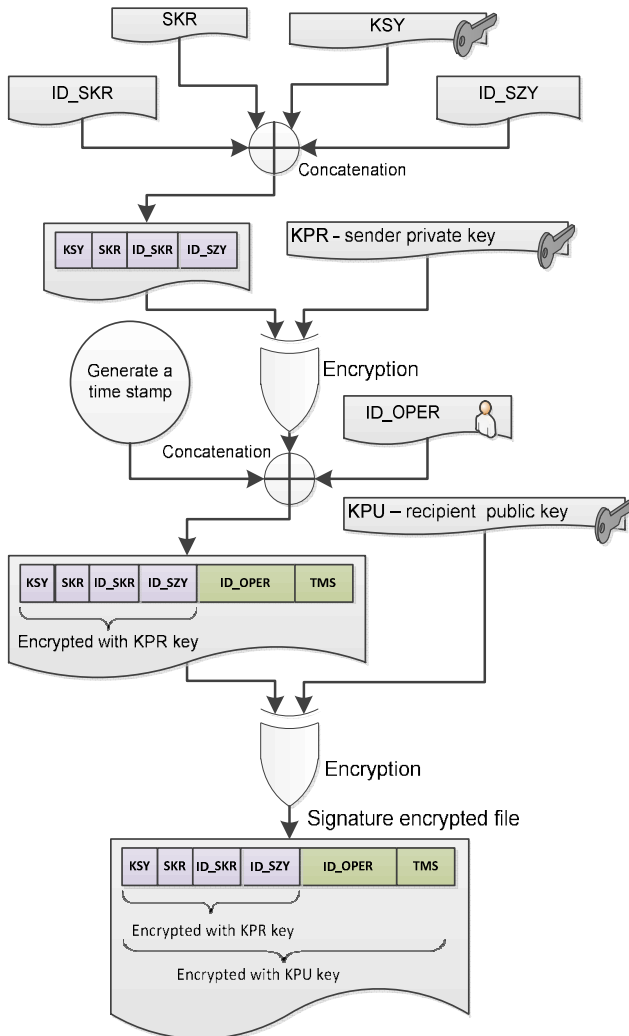 SKR
KSY
ID_SKR
ID_SZY
Concatenation
KSY SKR ID_SKR ID_SZY
KPR - sender private key
Generate a
time stamp
Encryption
ID_OPER
Concatenation
KPU – recipient public key
KSY SKR ID_SKR ID_SZY ID_OPER TMS
Encrypted with KPR key
Encryption
Signature encrypted file
KSY SKR ID_SKR ID_SZY ID_OPER TMS
Encrypted with KPR key
Encrypted with KPU key